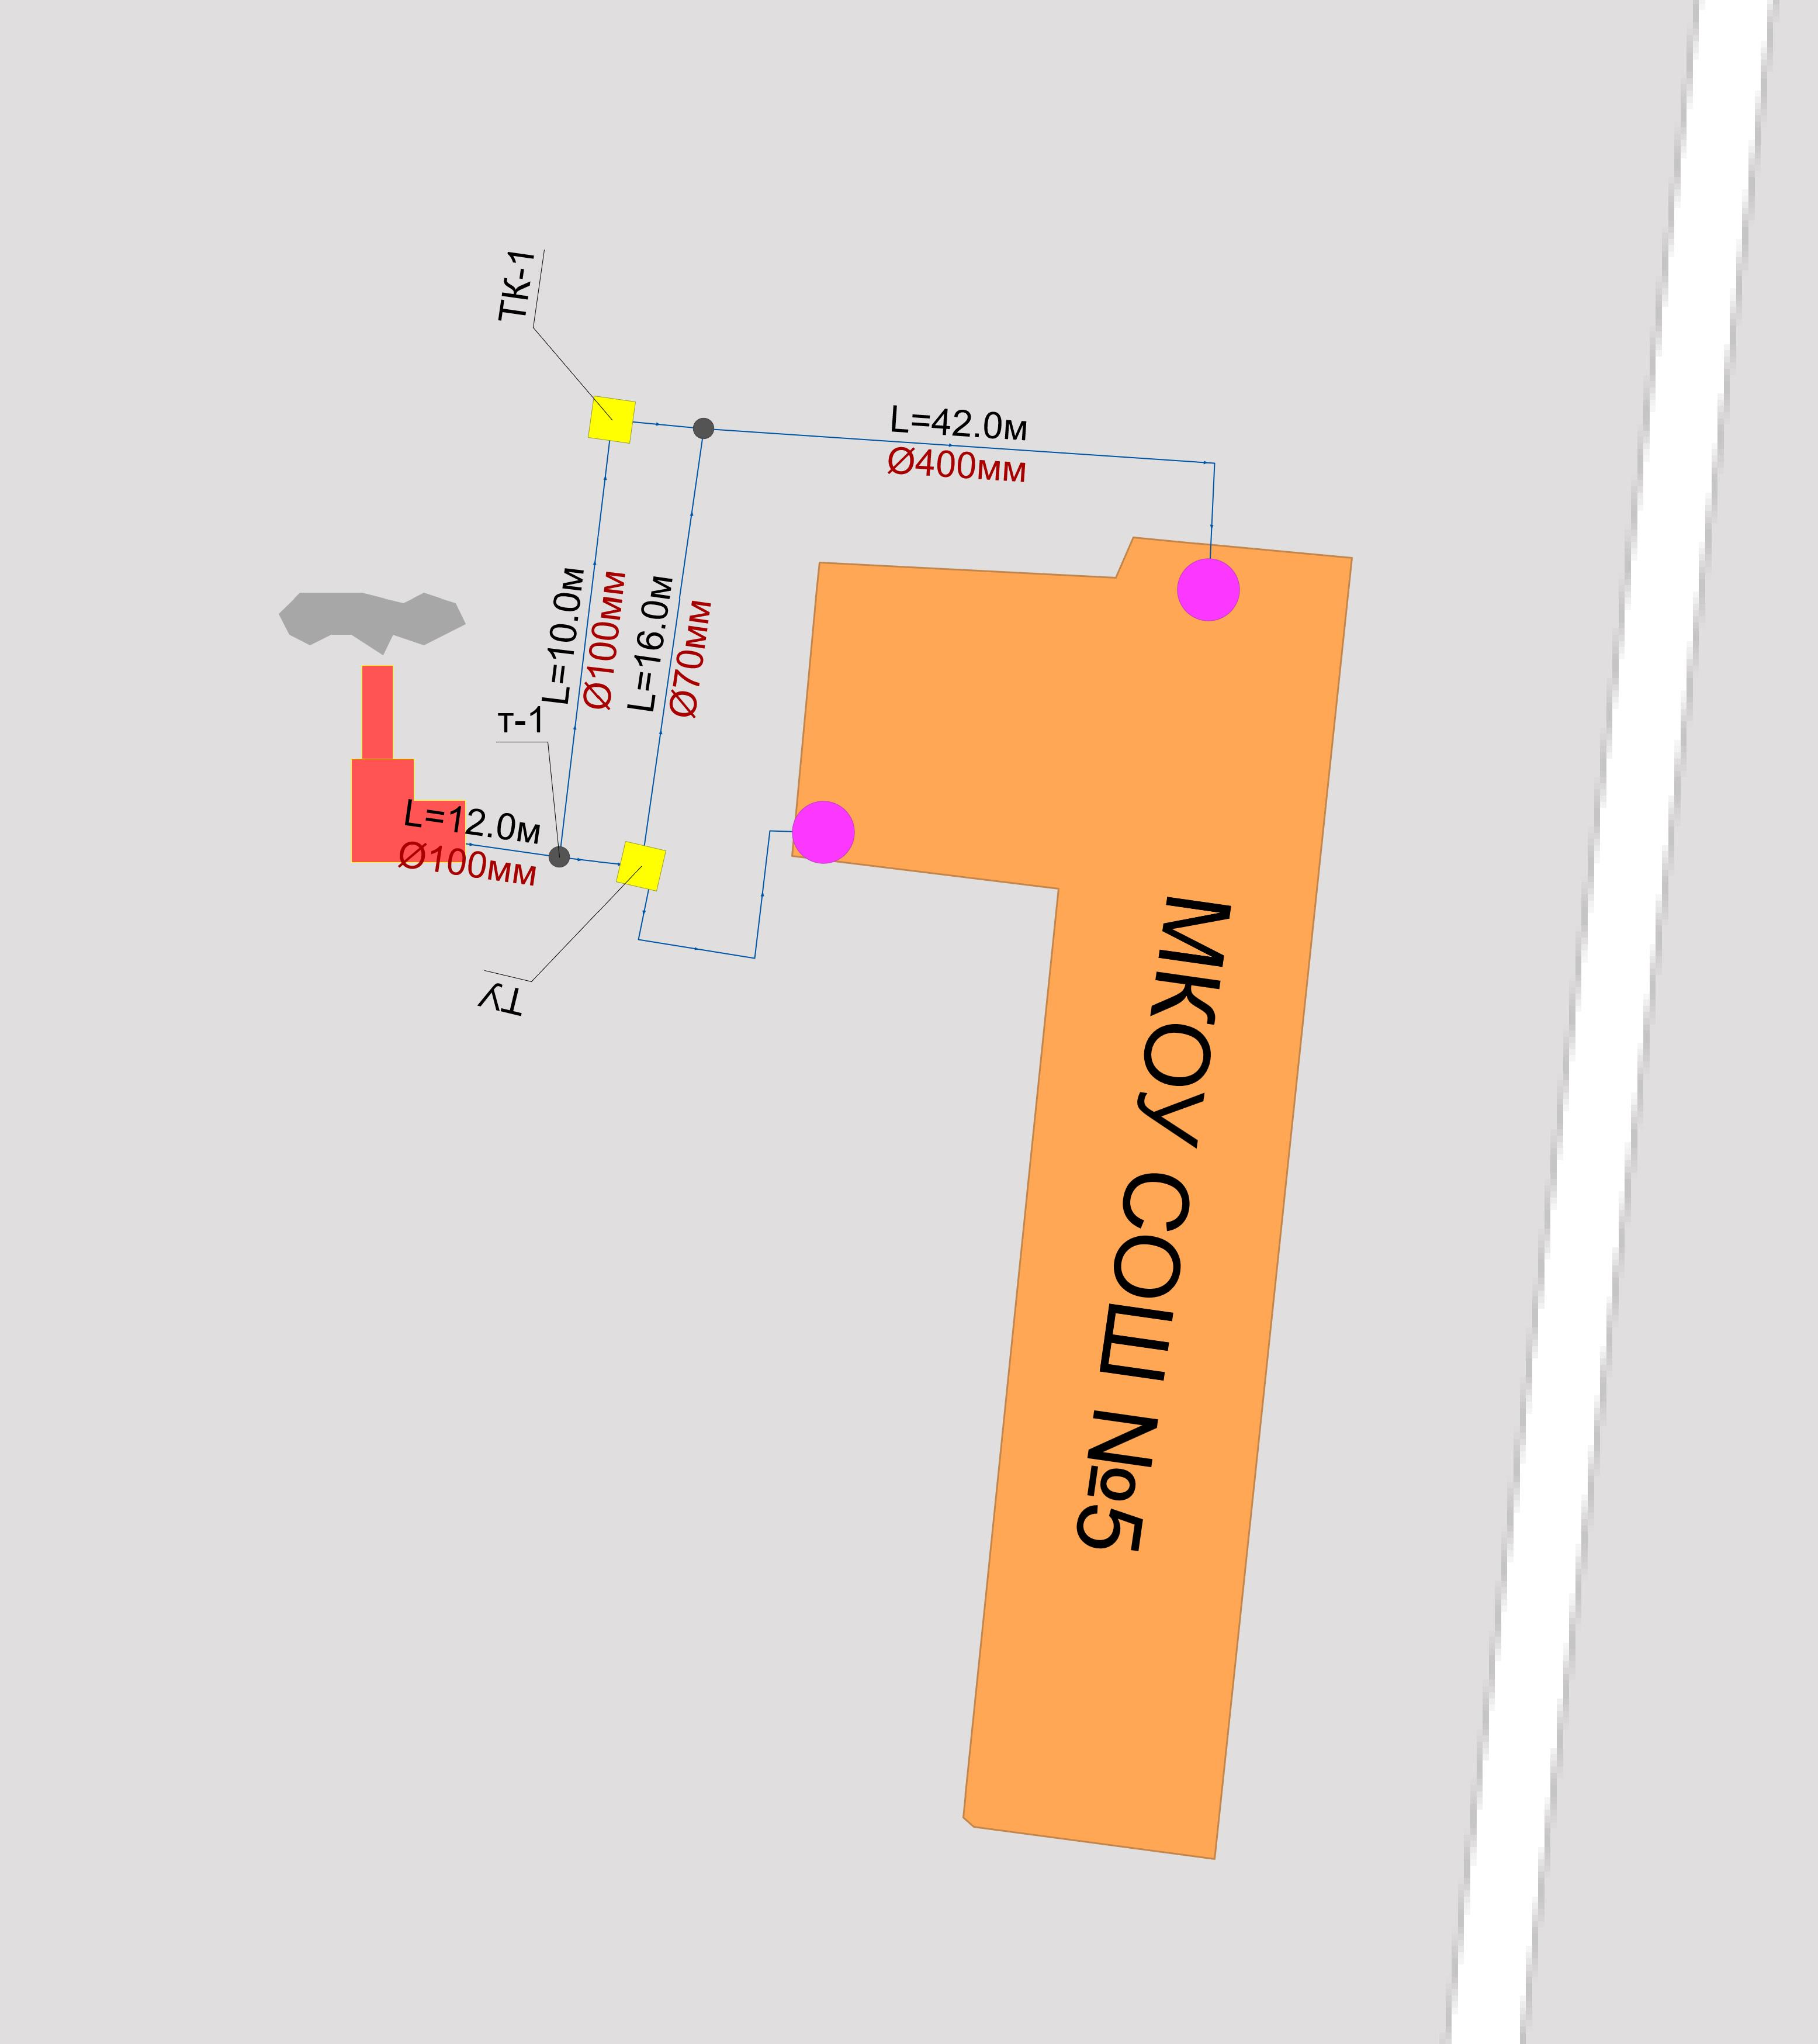 Тк-1
L=42.0м
Ø400мм
L=10.0м
Ø100мм
L=16.0м
Ø70мм
т-1
L=12.0м
Ø100мм
ТУ
МКОУ СОШ №5